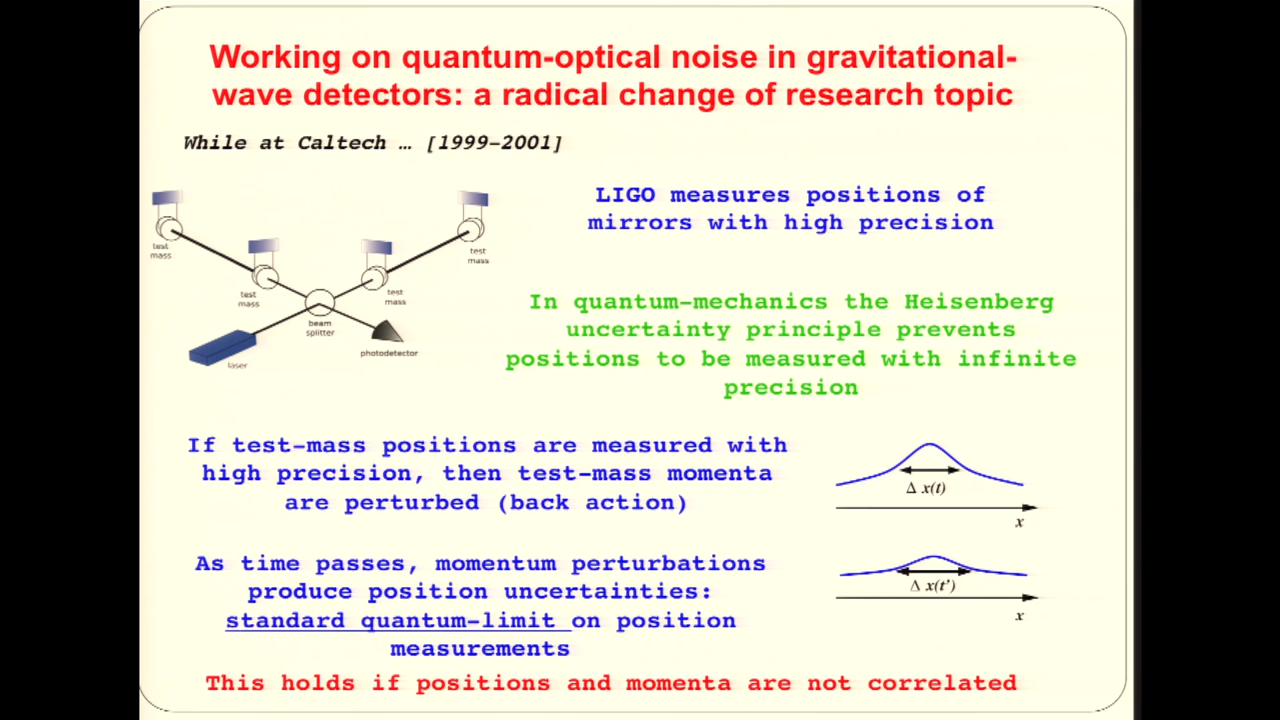 Working on quantum-optical noise in gravitational-
wave detectors: a radical change of research topic
While at Caltech … [1999-2001]
test
mass
test
mass
test
mass
test
mass
beam
splitter
photodetector
laser
LIGO measures positions of
mirrors with high precision
In quantum-mechanics the Heisenberg
uncertainty principle prevents
positions to be measured with infinite
precision
If test-mass positions are measured with
high precision, then test-mass momenta
are perturbed (back action)
Δ x(t)
x
As time passes, momentum perturbations
produce position uncertainties:
standard quantum-limit on position
measurements
Δ x(t')
x
This holds if positions and momenta are not correlated